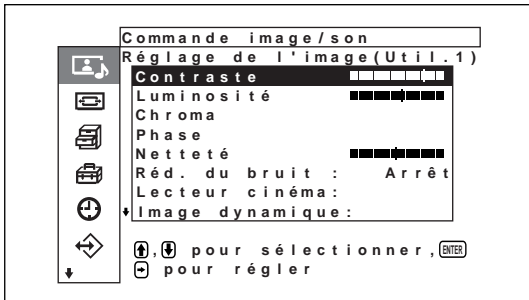 Commande image/son
Réglage de l'image(Util.1)
Contraste
Luminosité
Chroma
Phase
Netteté
Réd. du bruit : Arrêt
Lecteur cinéma:
Image dynamique:
, pour sélectionner, ENTER
pour régler